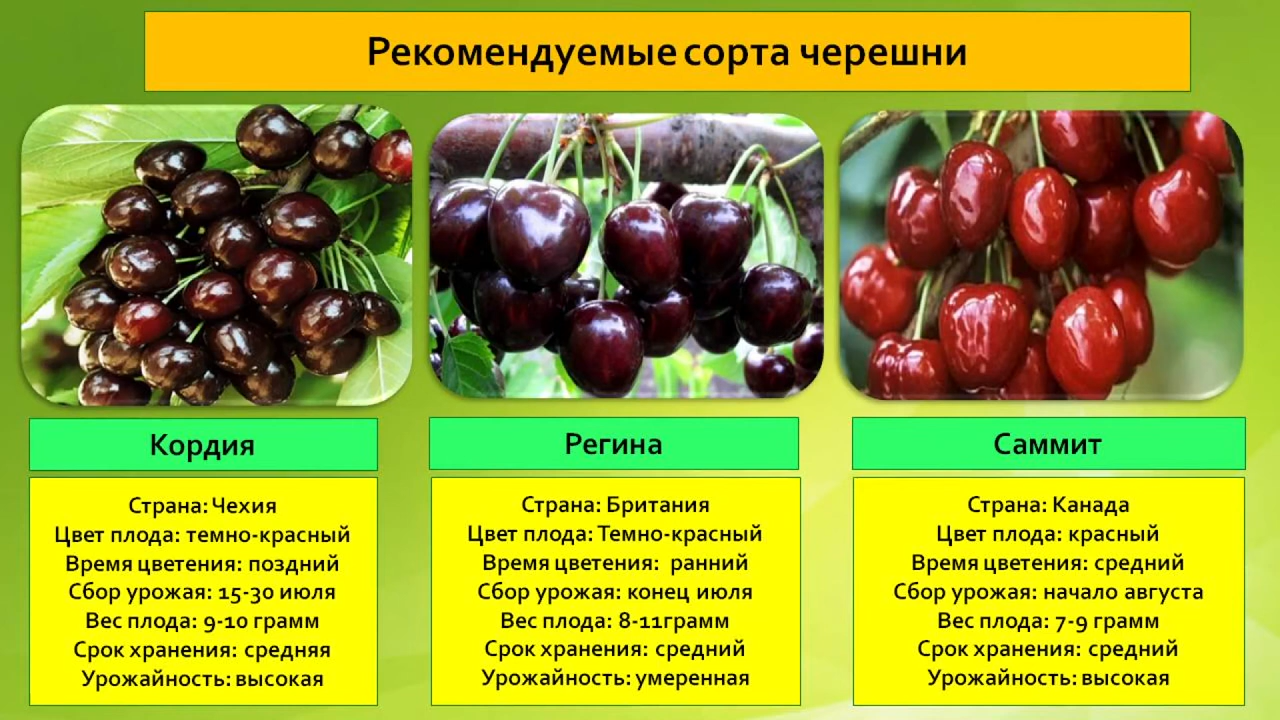 Рекомендуемые сорта черешни
Кордия
Страна: Чехия
Цвет плода: темно-красный
Время цветения: поздний
Сбор урожая: 15-30 июля
Вес плода: 9-10 грамм
Срок хранения: средняя
Урожайность: высокая
Регина
Страна: Британия
Цвет плода: Темно-красный
Время цветения: ранний
Сбор урожая: конец июля
Вес плода: 8-11грамм
Срок хранения: средний
Урожайность: умеренная
Саммит
Страна: Канада
Цвет плода: красный
Время цветения: средний
Сбор урожая: начало августа
Вес плода: 7-9 грамм
Срок хранения: средний
Урожайность: высокая